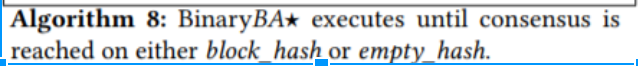 Algorithm 8: BinaryBA★ executes until consensus is
reached on either block_hash or empty_hash.